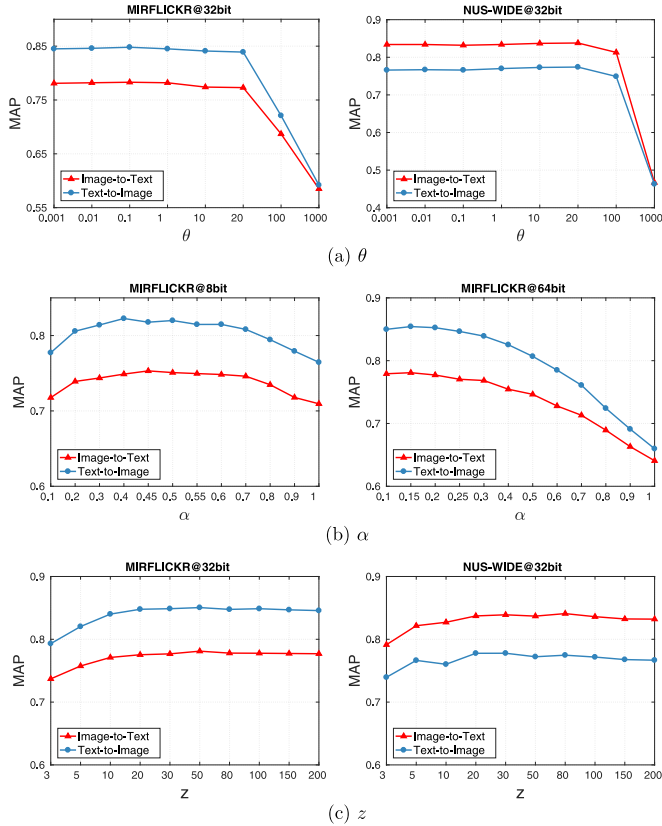 MIRFLICKR@32bit
MAP
0.85
0.75
0.65
0.55
Image-to-Text
Text-to-Image
0.001 0.01 0.1 1 10 20 100 1000
θ
NUS-WIDE@32bit
MAP
0.9
0.8
0.7
0.6
0.5
0.4
Image-to-Text
Text-to-Image
0.001 0.01 0.1 1 10 20 100 1000
θ
(a) θ
MIRFLICKR@8bit
MAP
0.8
0.7
0.6
Image-to-Text
Text-to-Image
0.1 0.2 0.3 0.4 0.45 0.5 0.55 0.6 0.7 0.8 0.9 1
α
MIRFLICKR@64bit
MAP
0.9
0.8
0.7
0.6
Image-to-Text
Text-to-Image
0.1 0.15 0.2 0.25 0.3 0.4 0.5 0.6 0.7 0.8 0.9 1
α
(b) α
MIRFLICKR@32bit
MAP
0.9
0.8
0.7
0.6
Image-to-Text
Text-to-Image
3 5 10 20 30 50 80 100 150 200
z
NUS-WIDE@32bit
MAP
0.9
0.8
0.7
0.6
Image-to-Text
Text-to-Image
3 5 10 20 30 50 80 100 150 200
z
(c) z